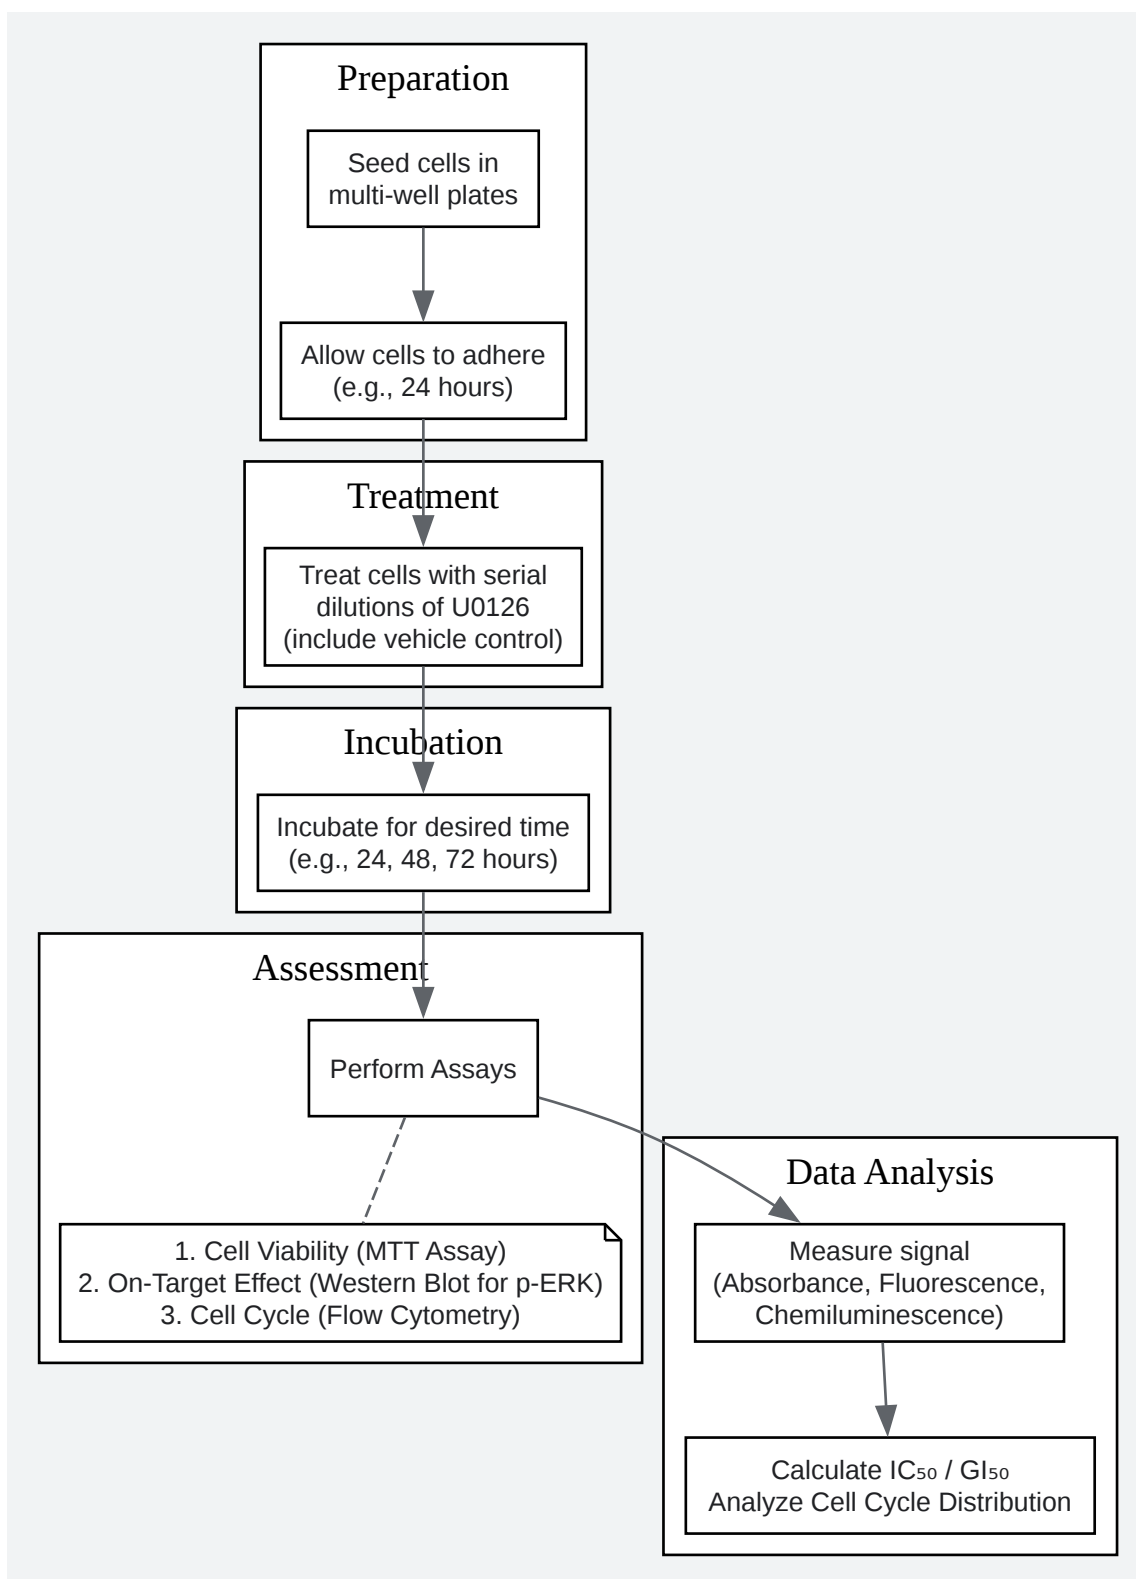 Preparation
Seed cells in
multi-well plates
Allow cells to adhere
(e.g., 24 hours)
Treatment
Treat cells with serial
dilutions of U0126
(include vehicle control)
Incubation
Incubate for desired time
(e.g., 24, 48, 72 hours)
Assessment
Perform Assays
1. Cell Viability (MTT Assay)
2. On-Target Effect (Western Blot for p-ERK)
3. Cell Cycle (Flow Cytometry)
Data Analysis
Measure signal
(Absorbance, Fluorescence,
Chemiluminescence)
Calculate IC₅₀ / GI₅₀
Analyze Cell Cycle Distribution